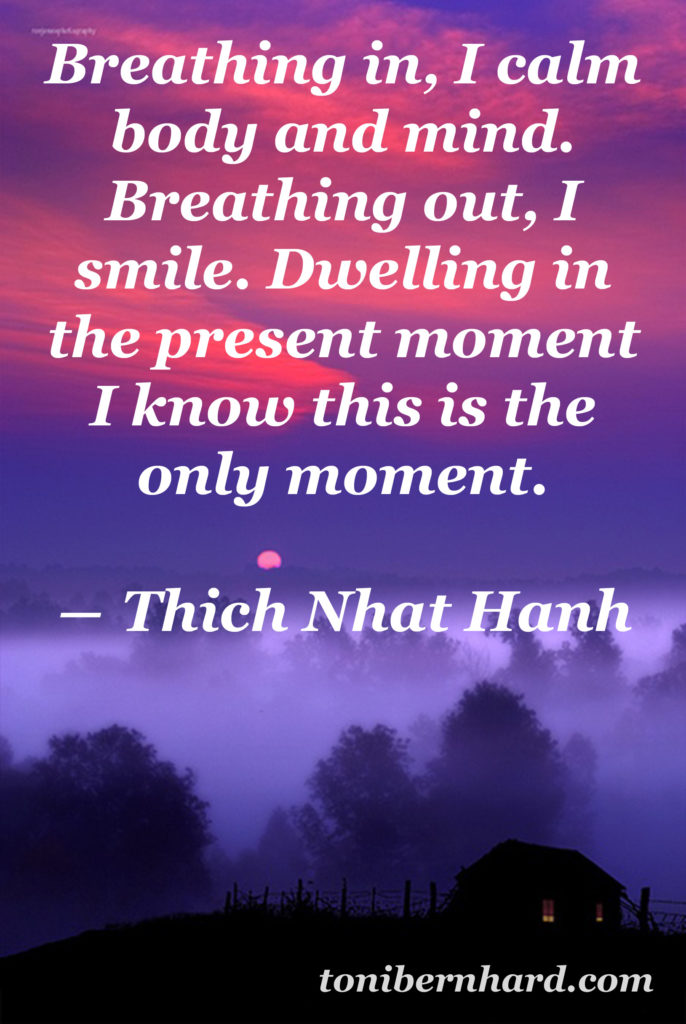 Breathing in, I calm
body and mind.
Breathing out, I
smile. Dwelling in
the present moment
I know this is the
only moment.
— Thich Nhat Hanh
tonibernhard.com